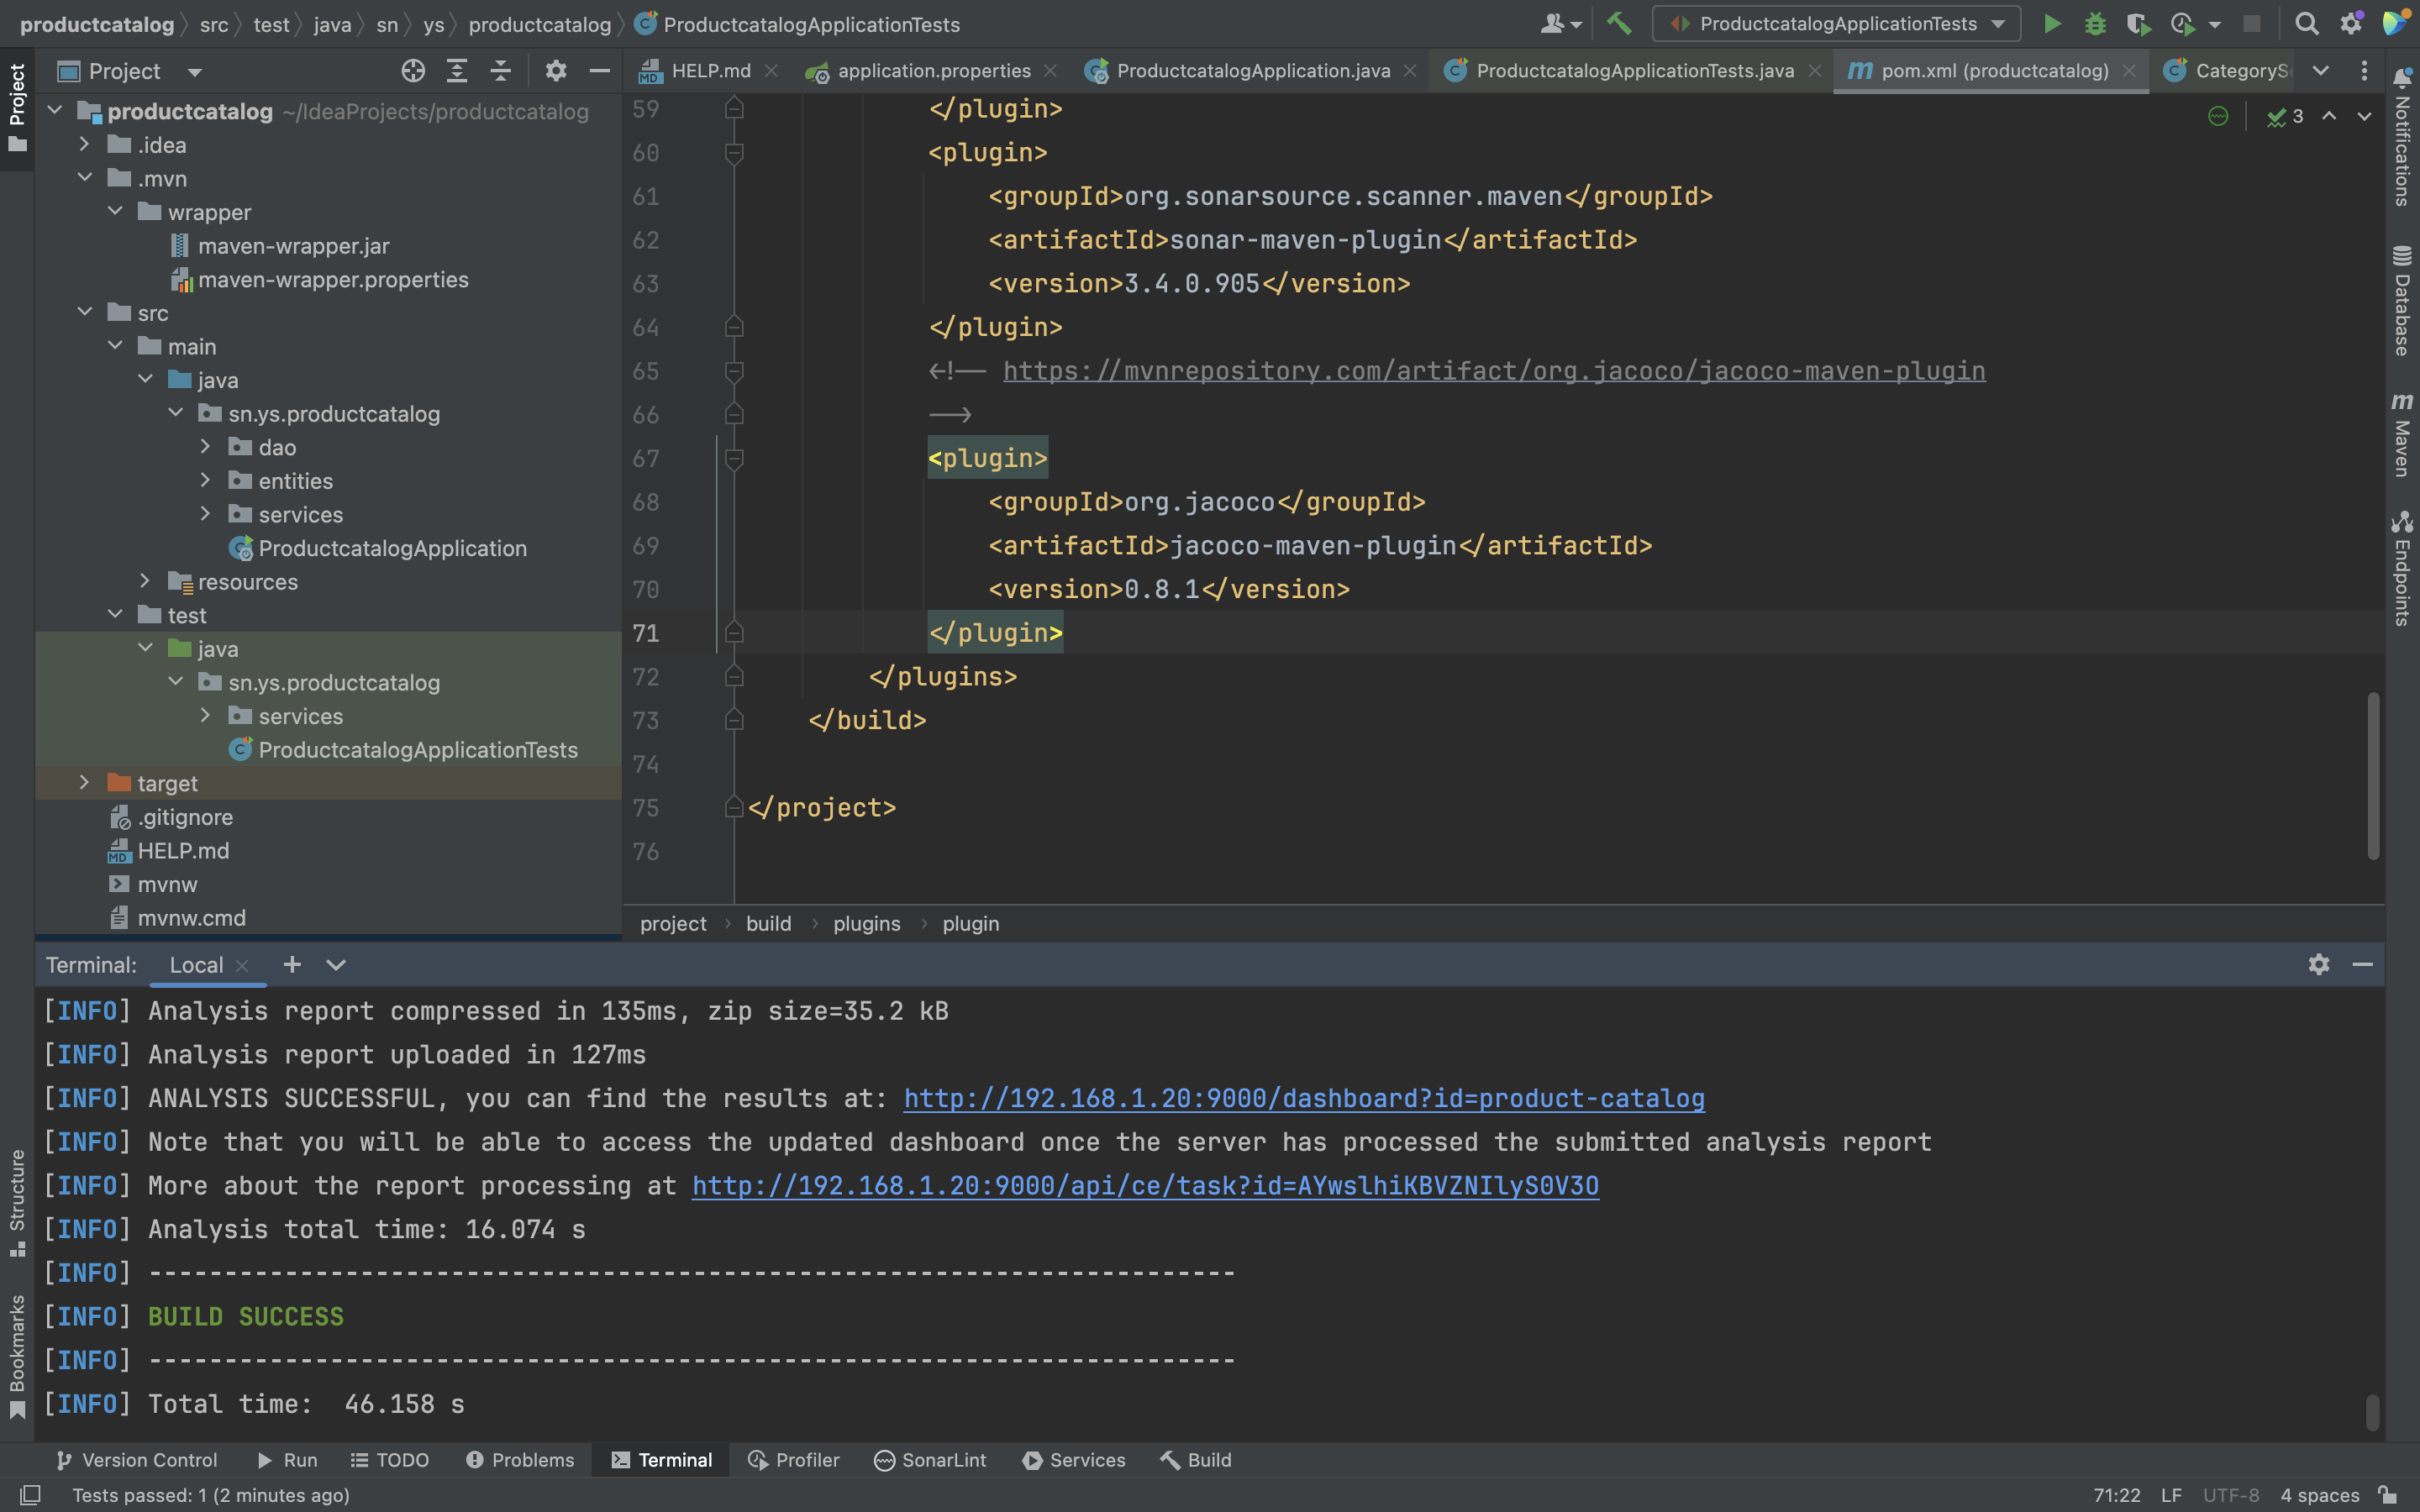 productcatalog src test java sn ys productcatalog ProductcatalogApplicationTests
ProductcatalogApplicationTests
Project
HELP.md
application.properties
ProductcatalogApplication.java
ProductcatalogApplicationTests.java
pom.xml (productcatalog)
CategoryS
Project
productcatalog ~/IdeaProjects/productcatalog
.idea
.mvn
wrapper
maven-wrapper.jar
maven-wrapper.properties
src
main
java
sn.ys.productcatalog
dao
entities
services
ProductcatalogApplication
resources
test
java
sn.ys.productcatalog
services
ProductcatalogApplicationTests
target
.gitignore
HELP.md
mvnw
mvnw.cmd
3
59 </plugin>
60 <plugin>
61 <groupId>org.sonarsource.scanner.maven</groupId>
62 <artifactId>sonar-maven-plugin</artifactId>
63 <version>3.4.0.905</version>
64 </plugin>
65 <!-- https://mvnrepository.com/artifact/org.jacoco/jacoco-maven-plugin
66 -->
67 <plugin>
68 <groupId>org.jacoco</groupId>
69 <artifactId>jacoco-maven-plugin</artifactId>
70 <version>0.8.1</version>
71 </plugin>
72 </plugins>
73 </build>
74
75 </project>
76
project build plugins plugin
Notifications
Database
m Maven
Endpoints
Structure
Bookmarks
Terminal: Local
[INFO] Analysis report compressed in 135ms, zip size=35.2 kB
[INFO] Analysis report uploaded in 127ms
[INFO] ANALYSIS SUCCESSFUL, you can find the results at: http://192.168.1.20:9000/dashboard?id=product-catalog
[INFO] Note that you will be able to access the updated dashboard once the server has processed the submitted analysis report
[INFO] More about the report processing at http://192.168.1.20:9000/api/ce/task?id=AYwslhiKBVZNIlyS0V3O
[INFO] Analysis total time: 16.074 s
[INFO] ------------------------------------------------------------------------
[INFO] BUILD SUCCESS
[INFO] ------------------------------------------------------------------------
[INFO] Total time:  46.158 s
Version Control Run TODO Problems Terminal Profiler SonarLint Services Build
Tests passed: 1 (2 minutes ago)
71:22 LF UTF-8 4 spaces